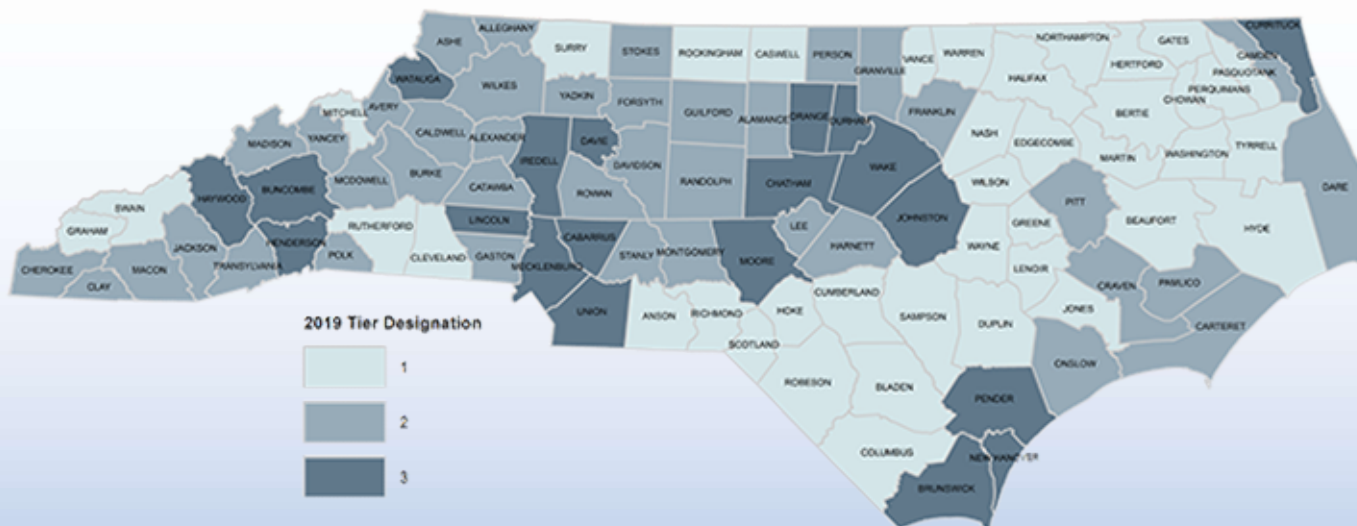 ALLEGHANY
ASHE
SURRY
STOKES
ROCKINGHAM
CASWELL
PERSON
GRANVILLE
VANCE
WARREN
NORTHAMPTON
GATES
CURRITUCK
CAMDEN
HERTFORD
HALIFAX
PASQUOTANK
PERQUIMANS
CHOWAN
WATAUGA
WILKES
YADKIN
FORSYTH
GUILFORD
ALAMANCE
ORANGE
DURHAM
FRANKLIN
BERTIE
MITCHELL
AVERY
YANCEY
CALDWELL
ALEXANDER
IREDELL
DAVIE
DAVIDSON
NASH
EDGECOMBE
MARTIN
WASHINGTON
TYRRELL
DARE
MADISON
MCDOWELL
BURKE
CATAWBA
ROWAN
RANDOLPH
CHATHAM
WAKE
WILSON
PITT
BEAUFORT
HYDE
HAYWOOD
BUNCOMBE
SWAIN
GRAHAM
RUTHERFORD
LINCOLN
CABARRUS
LEE
JOHNSTON
GREENE
WAYNE
JACKSON
HENDERSON
POLK
CLEVELAND
GASTON
MECKLENBURG
STANLY
MONTGOMERY
MOORE
HARNETT
LENOIR
CRAVEN
PAMLICO
CHEROKEE
MACON
CLAY
TRANSYLVANIA
UNION
ANSON
RICHMOND
HOKE
CUMBERLAND
SAMPSON
DUPLIN
JONES
CARTERET
SCOTLAND
ONSLOW
ROBESON
BLADEN
PENDER
COLUMBUS
NEW HANOVER
BRUNSWICK
2019 Tier Designation
1
2
3